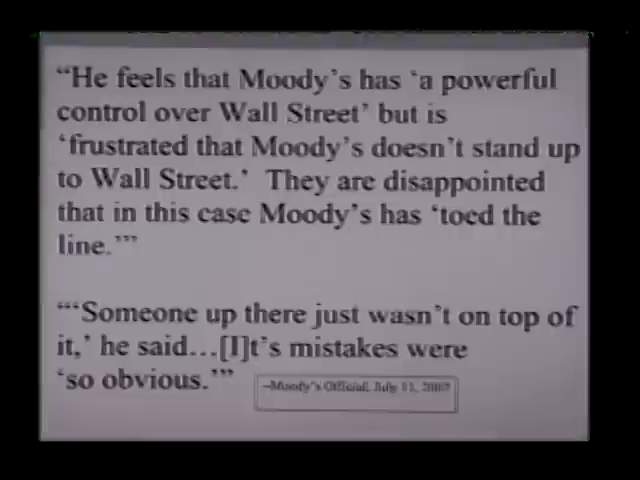 “He feels that Moody’s has ‘a powerful
control over Wall Street’ but is
‘frustrated that Moody’s doesn’t stand up
to Wall Street.’ They are disappointed
that in this case Moody’s has ‘toed the
line.’”
“‘Someone up there just wasn’t on top of
it,’ he said…[I]t’s mistakes were
‘so obvious.’”
–Moody’s Official, July 11, 2007